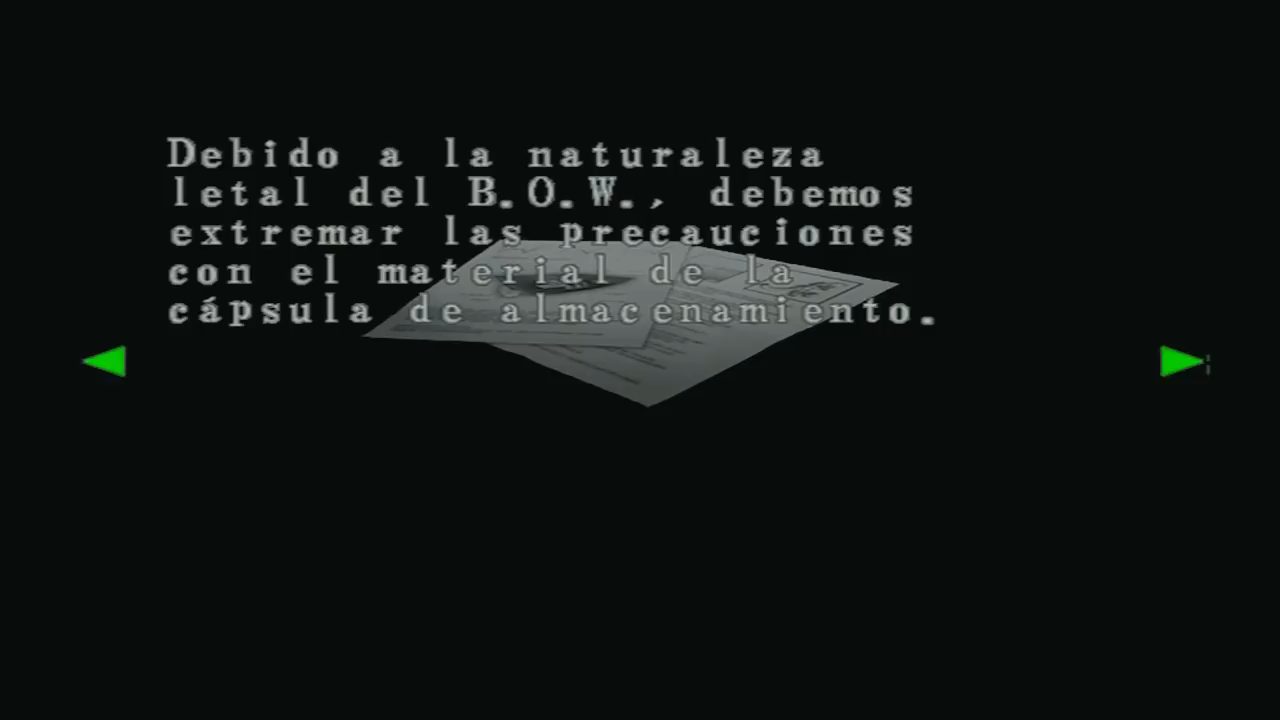 Debido a la naturaleza
letal del B.O.W., debemos
extremar las precauciones
con el material de la
cápsula de almacenamiento.